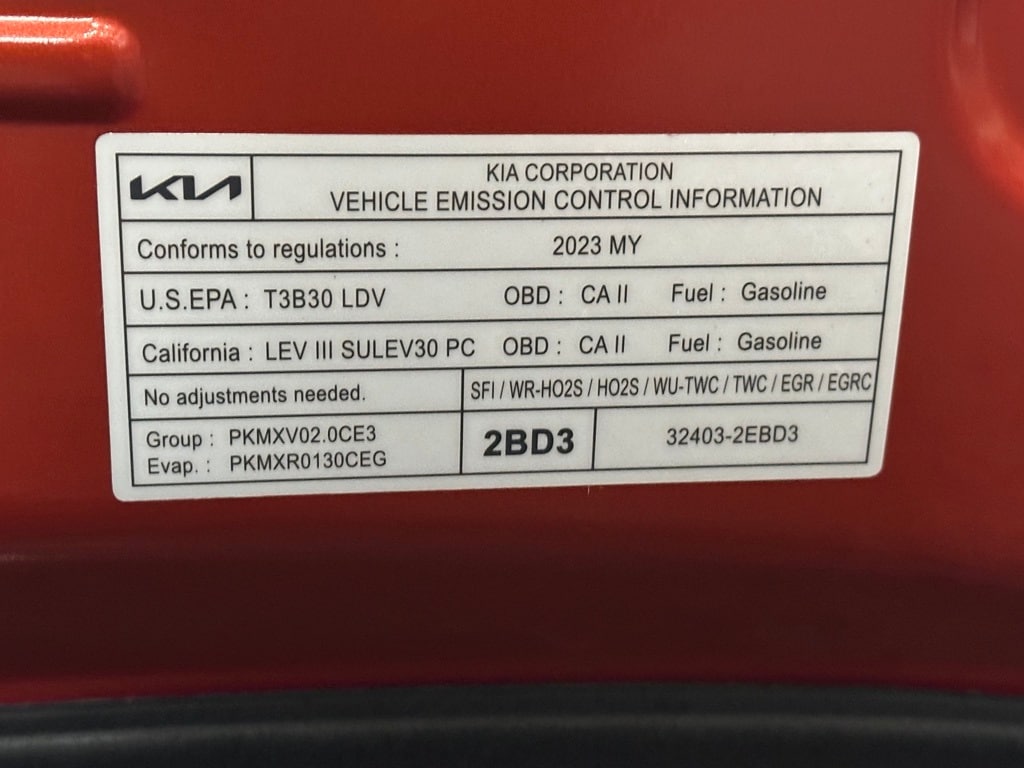 KIA
KIA CORPORATION
VEHICLE EMISSION CONTROL INFORMATION
Conforms to regulations : 2023 MY
U.S.EPA : T3B30 LDV OBD : CA II Fuel : Gasoline
California : LEV III SULEV30 PC OBD : CA II Fuel : Gasoline
No adjustments needed. SFI / WR-HO2S / HO2S / WU-TWC / TWC / EGR / EGRC
Group : PKMXV02.0CE3
Evap. : PKMXR0130CEG
2BD3 32403-2EBD3